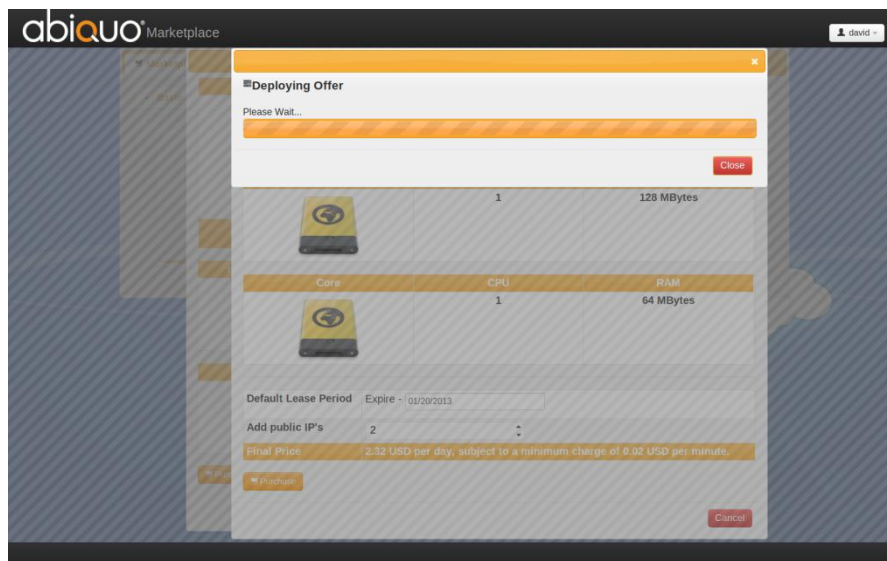 abiquo Marketplace
david
Deploying Offer
Please Wait...
Close
1 128 MBytes
Core CPU RAM
1 64 MBytes
Default Lease Period Expire - 01/20/2013
Add public IP's 2
Final Price 2.32 USD per day, subject to a minimum charge of 0.02 USD per minute.
Purchase
Cancel